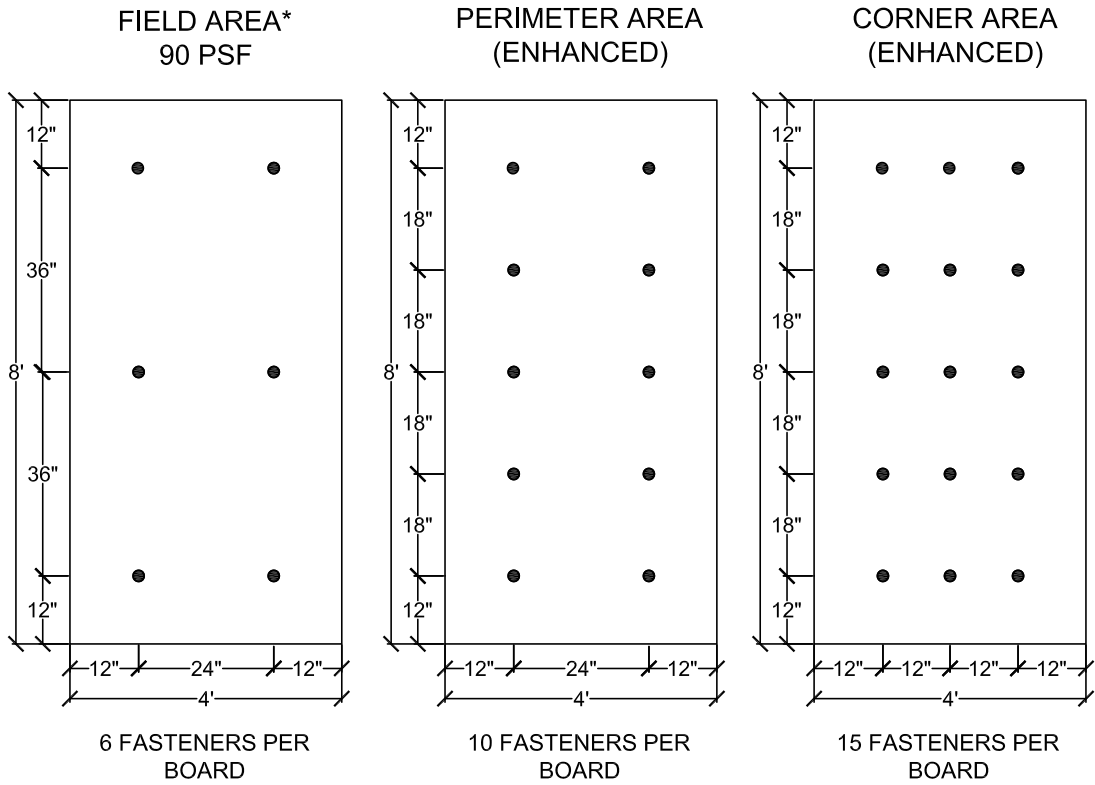 FIELD AREA*
90 PSF
12"
36"
8'
36"
12"
12" 24" 12"
4'
6 FASTENERS PER
BOARD
PERIMETER AREA
(ENHANCED)
12"
18"
18"
8'
18"
18"
12"
12" 24" 12"
4'
10 FASTENERS PER
BOARD
CORNER AREA
(ENHANCED)
12"
18"
18"
8'
18"
18"
12"
12" 12" 12" 12"
4'
15 FASTENERS PER
BOARD